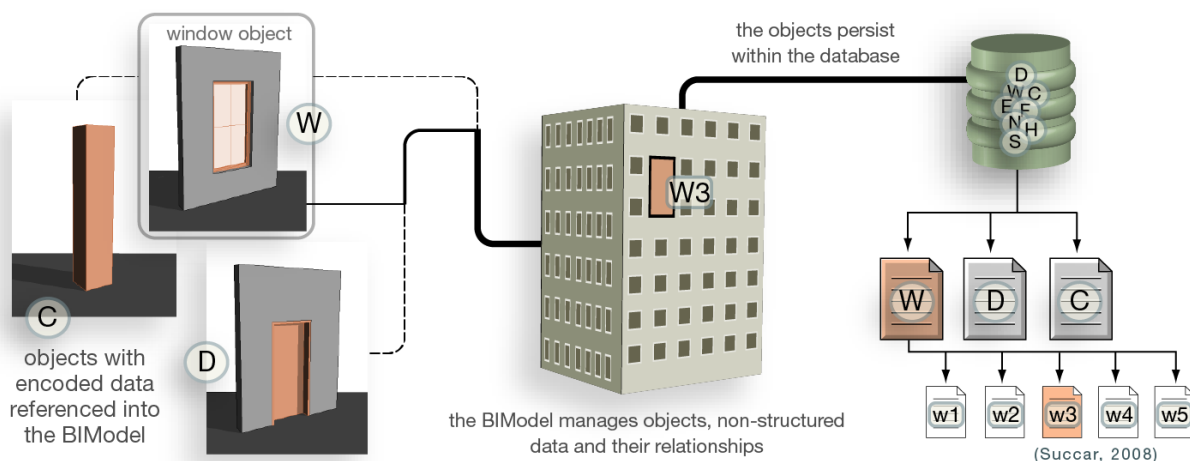 window object
W
C
objects with
encoded data
referenced into
the BIModel
D
W3
the BIModel manages objects, non-structured
data and their relationships
the objects persist
within the database
D
W C
E F
N H
S
W D C
w1 w2 w3 w4 w5
(Succar, 2008)